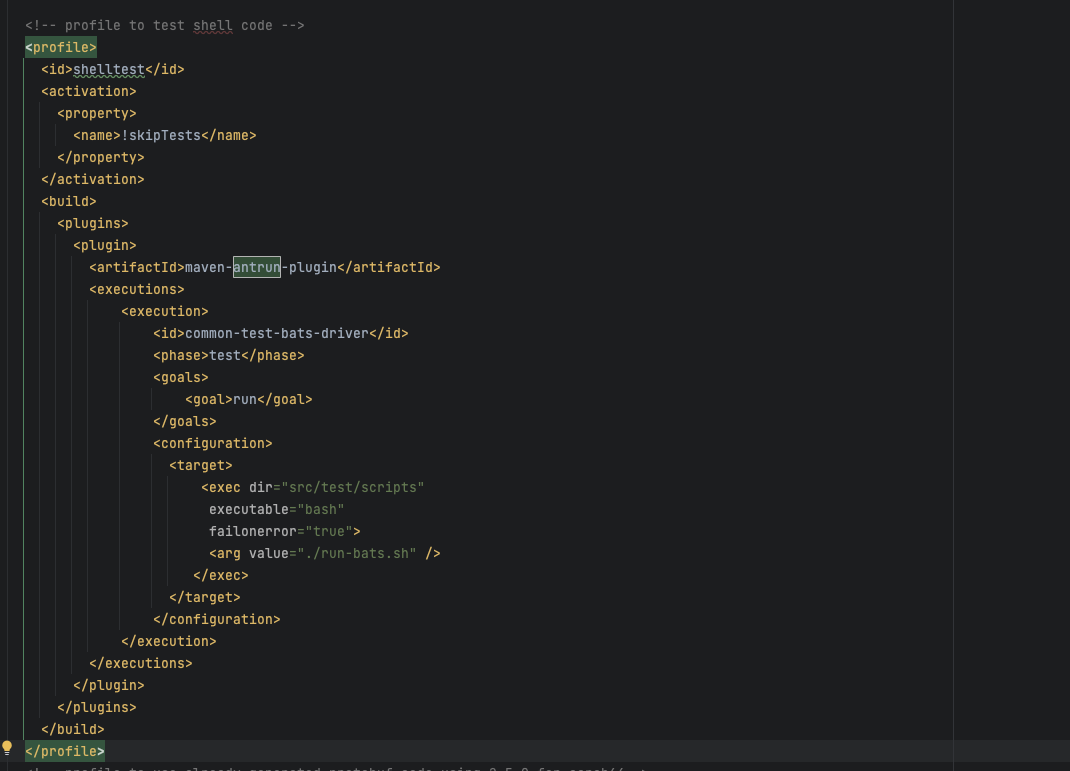 <!-- profile to test shell code -->
<profile>
<id>shelltest</id>
<activation>
<property>
<name>!skipTests</name>
</property>
</activation>
<build>
<plugins>
<plugin>
<artifactId>maven-antrun-plugin</artifactId>
<executions>
<execution>
<id>common-test-bats-driver</id>
<phase>test</phase>
<goals>
<goal>run</goal>
</goals>
<configuration>
<target>
<exec dir="src/test/scripts"
executable="bash"
failonerror="true">
<arg value="./run-bats.sh" />
</exec>
</target>
</configuration>
</execution>
</executions>
</plugin>
</plugins>
</build>
</profile>